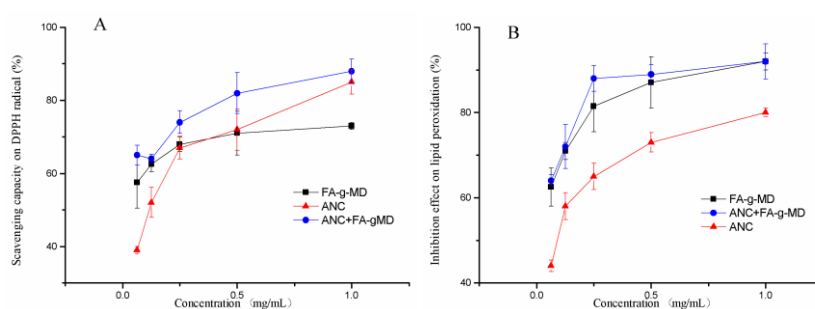 A
Scavenging capacity on DPPH radical (%)
100
80
60
40
FA-g-MD
ANC
ANC+FA-gMD
0.0
0.5
1.0
Concentration （mg/mL）
B
Inhibition effect on lipid peroxidation (%)
100
80
60
40
FA-g-MD
ANC+FA-g-MD
ANC
0.0
0.5
1.0
Concentration （mg/mL）